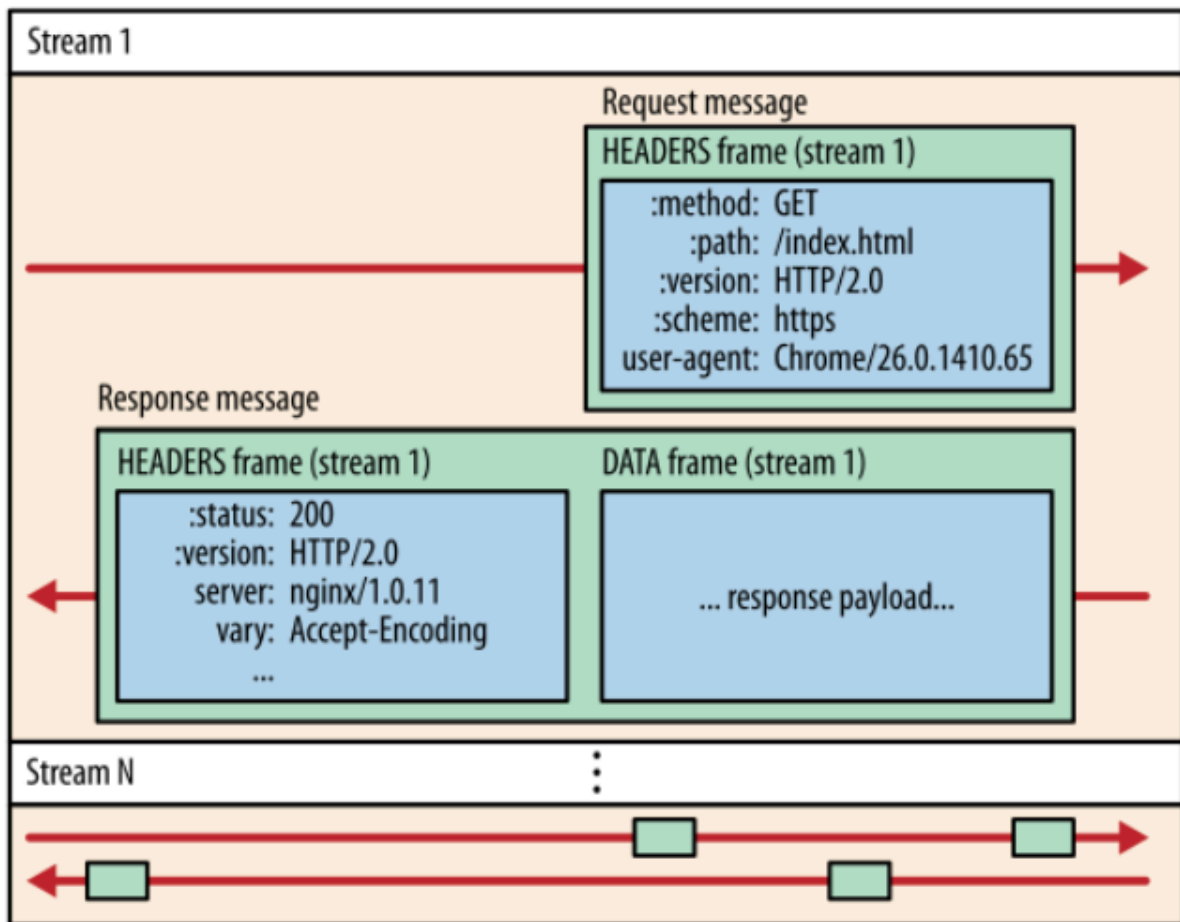 Stream 1
Request message
HEADERS frame (stream 1)
:method: GET
:path: /index.html
:version: HTTP/2.0
:scheme: https
user-agent: Chrome/26.0.1410.65
Response message
HEADERS frame (stream 1)
:status: 200
:version: HTTP/2.0
server: nginx/1.0.11
vary: Accept-Encoding
...
DATA frame (stream 1)
... response payload...
Stream N